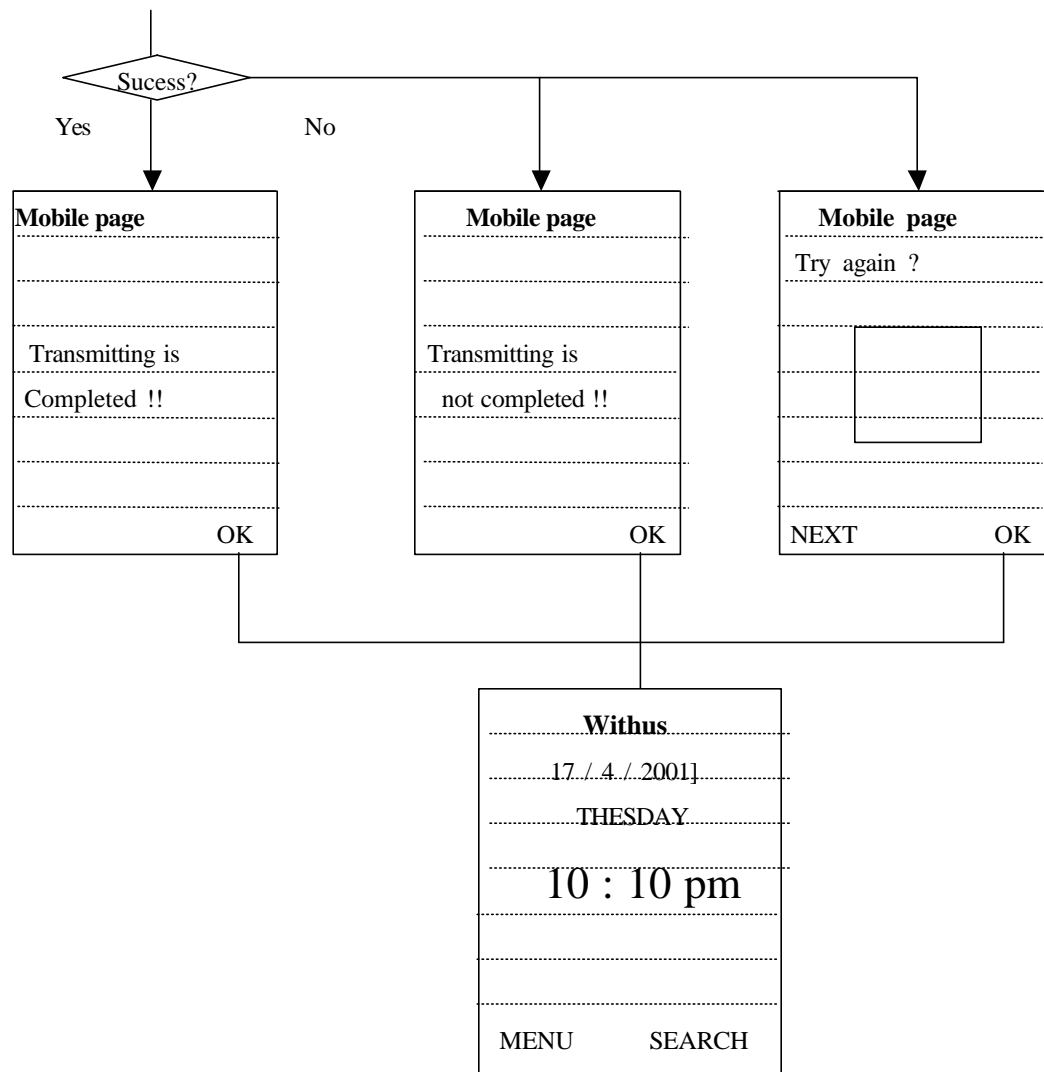 Sucess?
Yes
No
Mobile page
Transmitting is
Completed !!
OK
Mobile page
Transmitting is
not completed !!
OK
Mobile page
Try again ?
NEXT OK
Withus
17 / 4 / 2001]
THESDAY
10 : 10 pm
MENU SEARCH